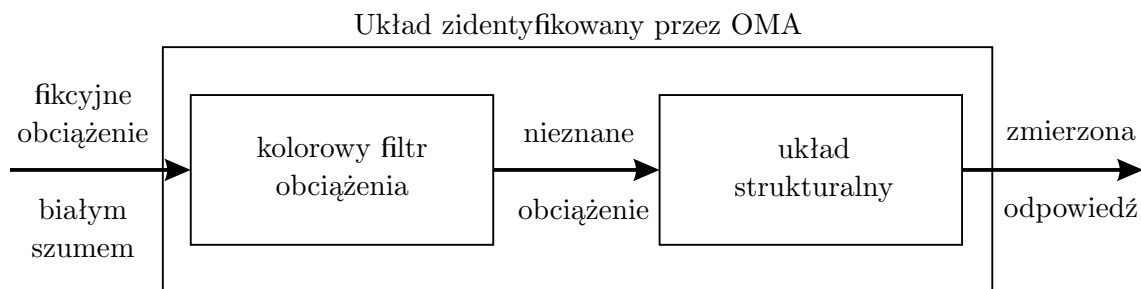 Układ zidentyfikowany przez OMA
fikcyjne
obciążenie
białym
szumem
kolorowy filtr
obciążenia
nieznane
obciążenie
układ
strukturalny
zmierzona
odpowiedź